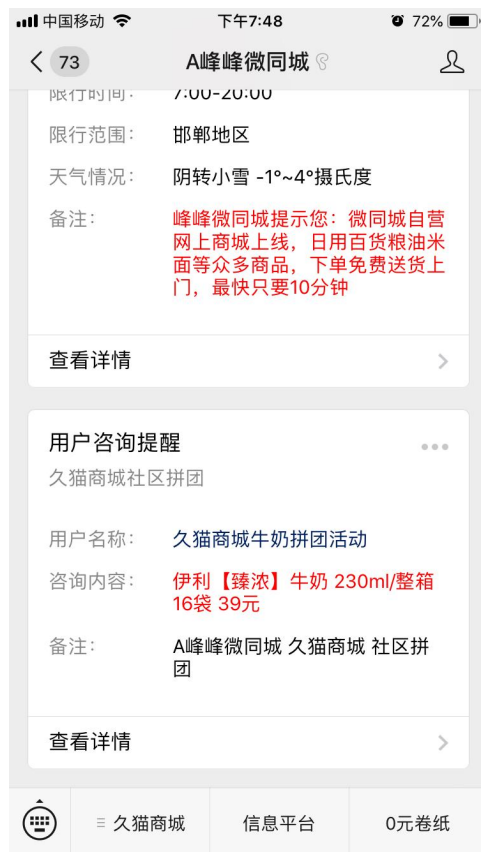 中国移动 下午7:48 72%
73 A峰峰微同城
限行时间: 7:00-20:00
限行范围: 邯郸地区
天气情况: 阴转小雪 -1°~4°摄氏度
备注: 峰峰微同城提示您：微同城自营
网上商城上线，日用百货粮油米
面等众多商品，下单免费送货上
门，最快只要10分钟
查看详情
用户咨询提醒
久猫商城社区拼团
用户名称: 久猫商城牛奶拼团活动
咨询内容: 伊利【臻浓】牛奶 230ml/整箱
16袋 39元
备注: A峰峰微同城 久猫商城 社区拼
团
查看详情
久猫商城 信息平台 0元卷纸